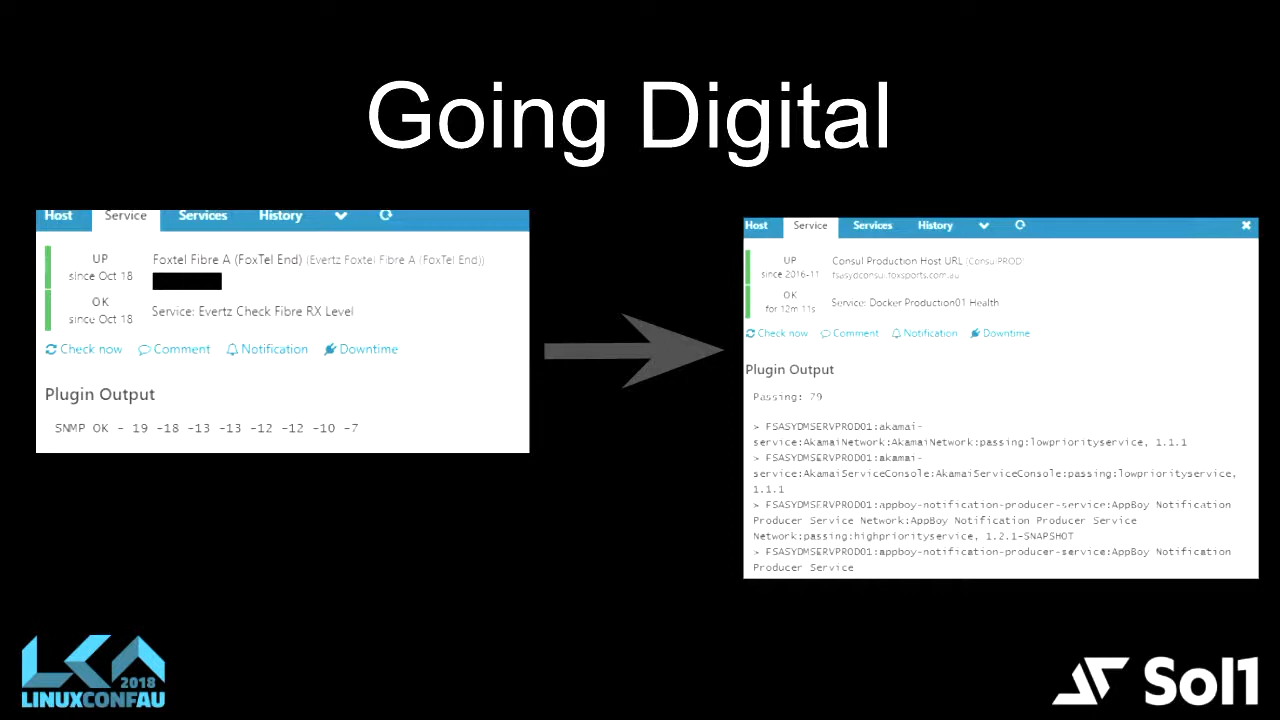 Going Digital
Host Service Services History
UP
since Oct 18
Foxtel Fibre A (FoxTel End) (Evertz Foxtel Fibre A (FoxTel End))
OK
since Oct 18
Service: Evertz Check Fibre RX Level
Check now Comment Notification Downtime
Plugin Output
SNMP OK - 19 -18 -13 -13 -12 -12 -10 -7
Host Service Services History
UP
since 2016-11
Consul Production Host URL (ConsulPROD)
fsasydconsul.foxsports.com.au
OK
for 12m 11s
Service: Docker Production01 Health
Check now Comment Notification Downtime
Plugin Output
Passing: 79
> FSASYDMSERVPROD01:akamai-
service:AkamaiNetwork:AkamaiNetwork:passing:lowpriorityservice, 1.1.1
> FSASYDMSERVPROD01:akamai-
service:AkamaiServiceConsole:AkamaiServiceConsole:passing:lowpriorityservice,
1.1.1
> FSASYDMSERVPROD01:appboy-notification-producer-service:AppBoy Notification
Producer Service Network:AppBoy Notification Producer Service
Network:passing:highpriorityservice, 1.2.1-SNAPSHOT
> FSASYDMSERVPROD01:appboy-notification-producer-service:AppBoy Notification
Producer Service
LCA
2018
LINUXCONFAU
Sol1